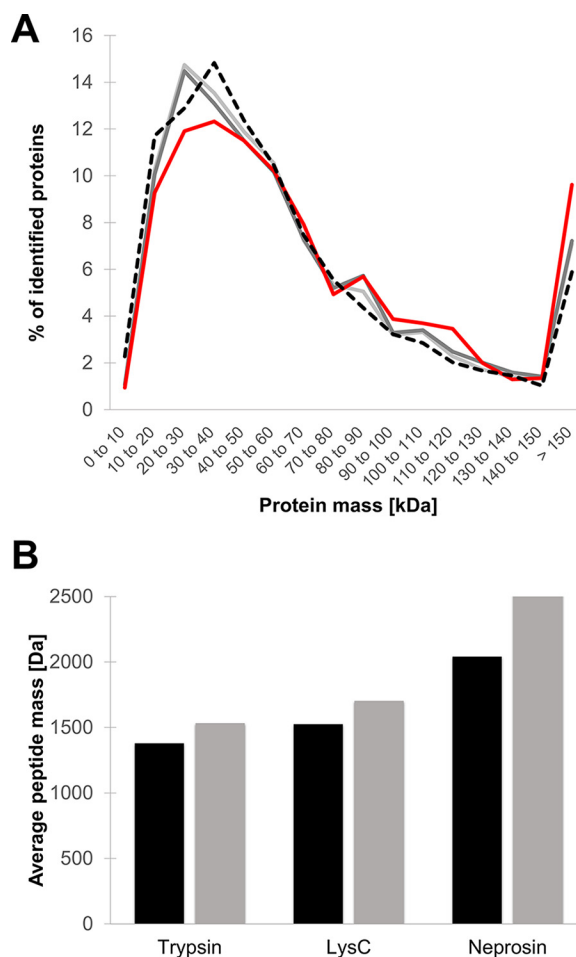 A
16
14
12
10
8
6
4
2
0
% of identified proteins
0 to 10
10 to 20
20 to 30
30 to 40
40 to 50
50 to 60
60 to 70
70 to 80
80 to 90
90 to 100
100 to 110
110 to 120
120 to 130
130 to 140
140 to 150
> 150
Protein mass [kDa]
B
2500
2000
1500
1000
500
0
Average peptide mass [Da]
Trypsin
LysC
Neprosin